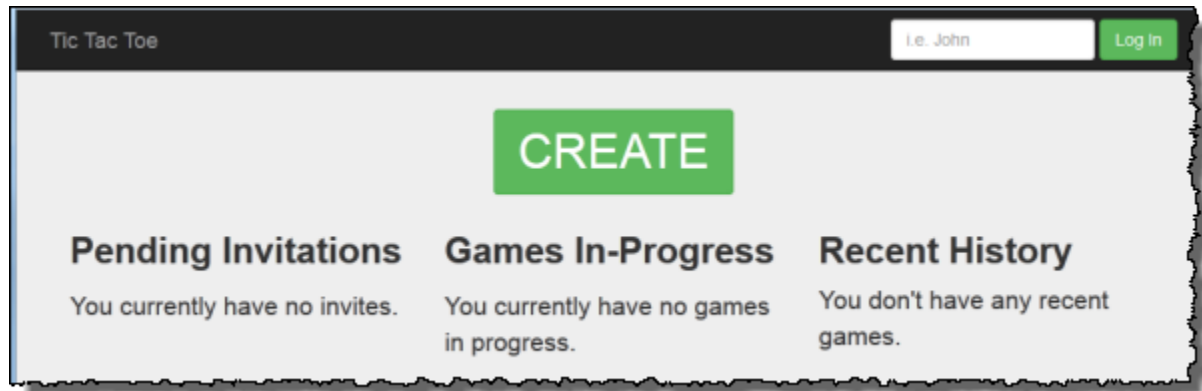 Tic Tac Toe
i.e. John
Log In
CREATE
Pending Invitations
You currently have no invites.
Games In-Progress
You currently have no games
in progress.
Recent History
You don't have any recent
games.